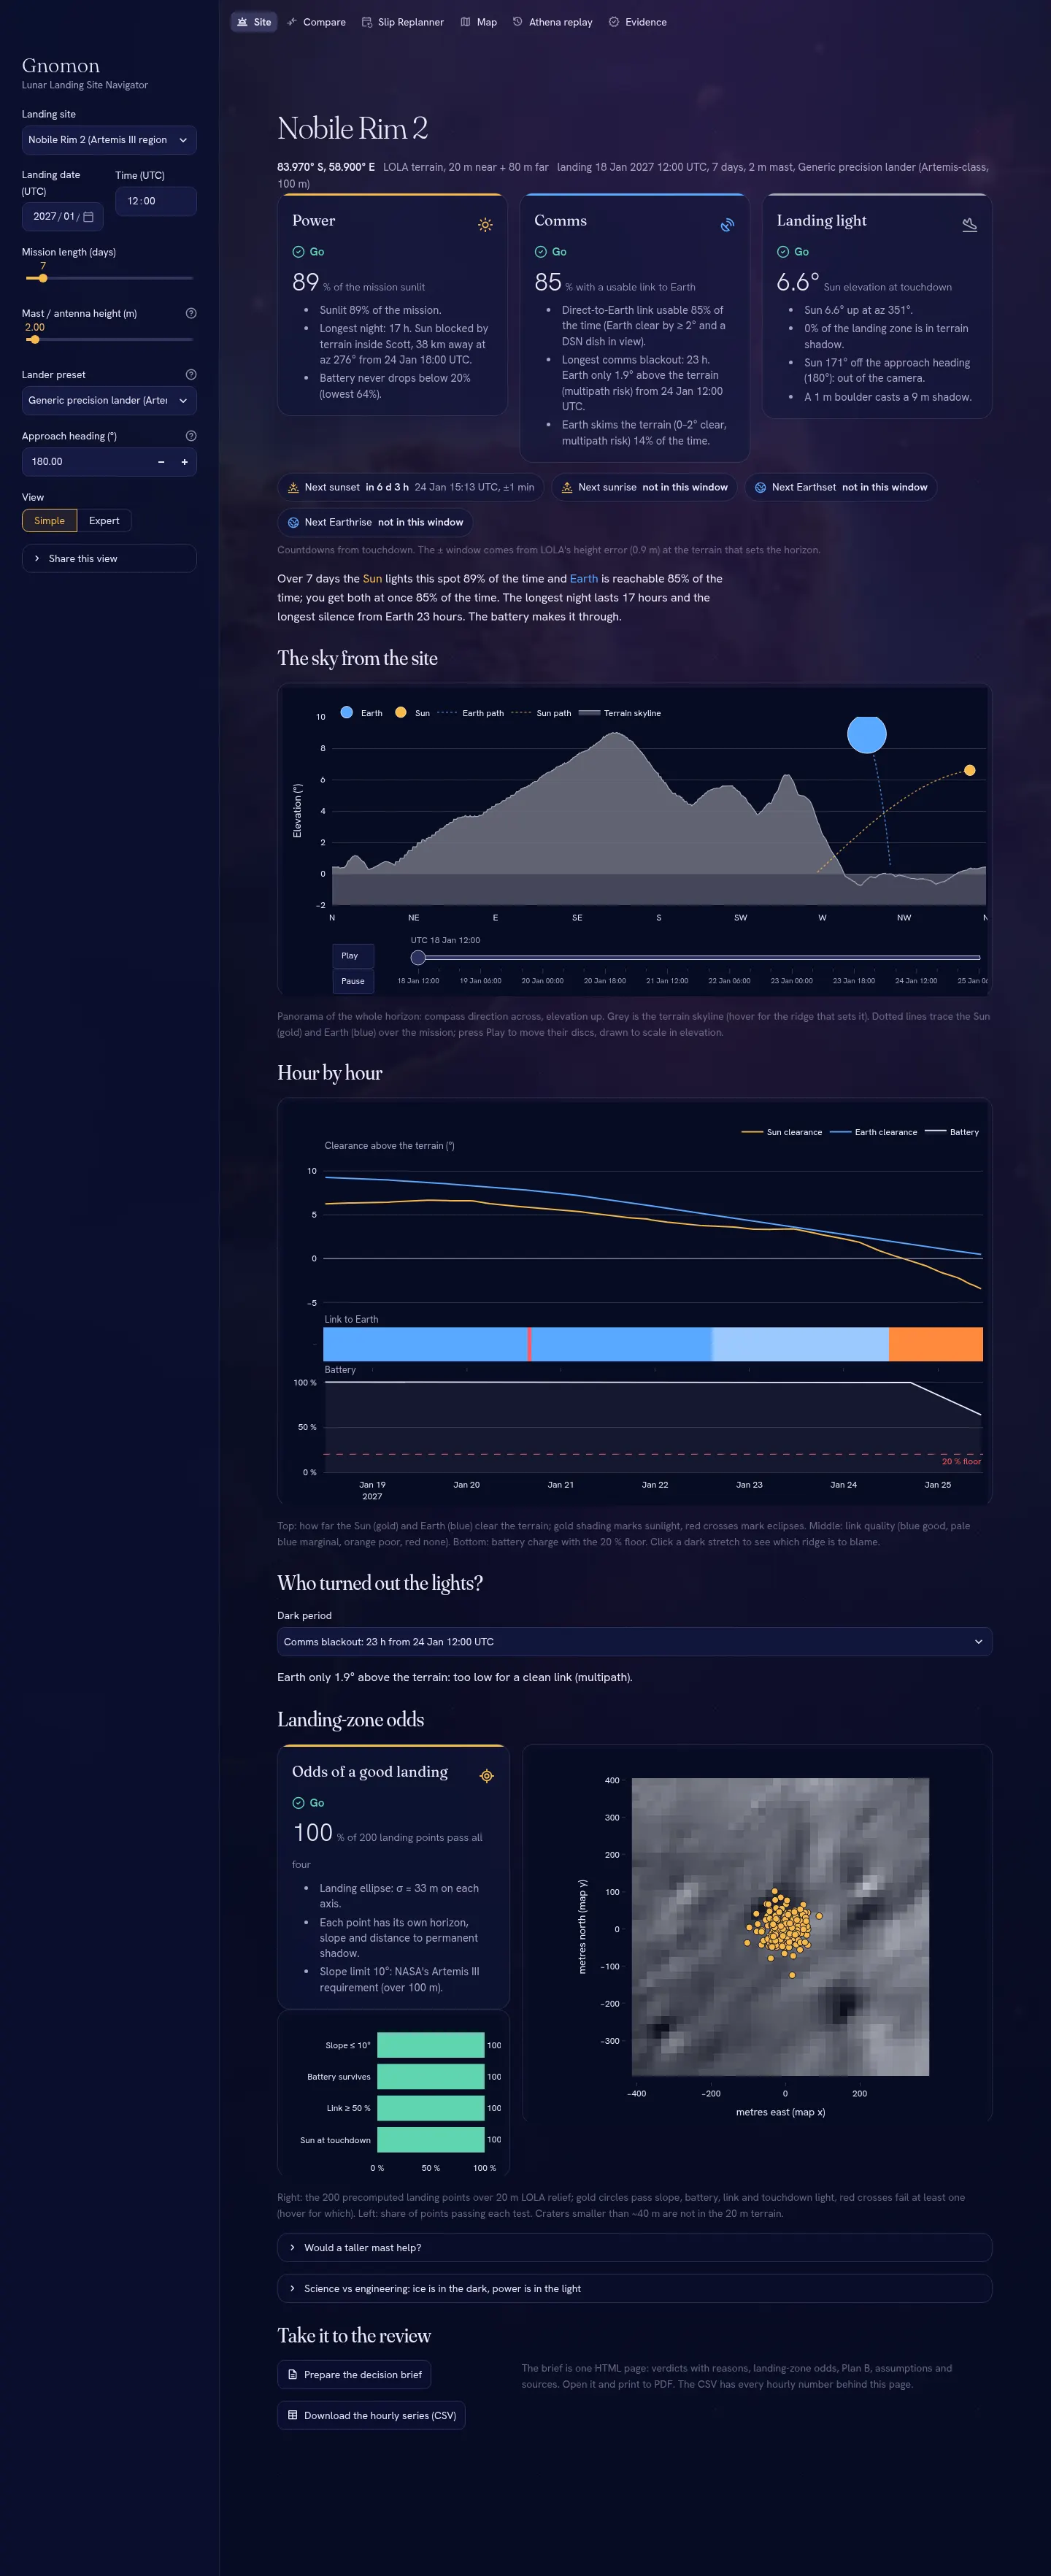 Site
Compare
Slip Replanner
Map
Athena replay
Evidence
Gnomon
Lunar Landing Site Navigator
Landing site
Nobile Rim 2 (Artemis III region
Landing date
(UTC)
Time (UTC)
2027/01/
12:00
Mission length (days)
7
Mast / antenna height (m)
2.00
Lander preset
Generic precision lander (Arter
Approach heading (°)
180.00
View
Simple
Expert
Share this view
Nobile Rim 2
83.970° S, 58.900° E LOLA terrain, 20 m near + 80 m far landing 18 Jan 2027 12:00 UTC, 7 days, 2 m mast, Generic precision lander (Artemis-class,
100 m)
Power
Go
89 % of the mission sunlit
Sunlit 89% of the mission.
Longest night: 17 h. Sun blocked by
terrain inside Scott, 38 km away at
az 276° from 24 Jan 18:00 UTC.
Battery never drops below 20%
(lowest 64%).
Comms
Go
85 % with a usable link to Earth
Direct-to-Earth link usable 85% of
the time (Earth clear by ≥ 2° and a
DSN dish in view).
Longest comms blackout: 23 h.
Earth only 1.9° above the terrain
(multipath risk) from 24 Jan 12:00
UTC.
Earth skims the terrain (0–2° clear,
multipath risk) 14% of the time.
Landing light
Go
6.6° Sun elevation at touchdown
Sun 6.6° up at az 351°.
0% of the landing zone is in terrain
shadow.
Sun 171° off the approach heading
(180°): out of the camera.
A 1 m boulder casts a 9 m shadow.
Next sunset in 6 d 3 h 24 Jan 15:13 UTC, ±1 min
Next sunrise not in this window
Next Earthset not in this window
Next Earthrise not in this window
Countdowns from touchdown. The ± window comes from LOLA's height error (0.9 m) at the terrain that sets the horizon.
Over 7 days the Sun lights this spot 89% of the time and Earth is reachable 85% of the
time; you get both at once 85% of the time. The longest night lasts 17 hours and the
longest silence from Earth 23 hours. The battery makes it through.
The sky from the site
Earth
Sun
Earth path
Sun path
Terrain skyline
Elevation (°)
10
8
6
4
2
0
−2
N
NE
E
SE
S
SW
W
NW
N
UTC 18 Jan 12:00
Play
Pause
18 Jan 12:00
19 Jan 06:00
20 Jan 00:00
20 Jan 18:00
21 Jan 12:00
22 Jan 06:00
23 Jan 00:00
23 Jan 18:00
24 Jan 12:00
25 Jan 06
Panorama of the whole horizon: compass direction across, elevation up. Grey is the terrain skyline (hover for the ridge that sets it). Dotted lines trace the Sun
(gold) and Earth (blue) over the mission; press Play to move their discs, drawn to scale in elevation.
Hour by hour
Sun clearance
Earth clearance
Battery
Clearance above the terrain (°)
10
5
0
−5
Link to Earth
Battery
100 %
50 %
0 %
20 % floor
Jan 19
2027
Jan 20
Jan 21
Jan 22
Jan 23
Jan 24
Jan 25
Top: how far the Sun (gold) and Earth (blue) clear the terrain; gold shading marks sunlight, red crosses mark eclipses. Middle: link quality (blue good, pale
blue marginal, orange poor, red none). Bottom: battery charge with the 20 % floor. Click a dark stretch to see which ridge is to blame.
Who turned out the lights?
Dark period
Comms blackout: 23 h from 24 Jan 12:00 UTC
Earth only 1.9° above the terrain: too low for a clean link (multipath).
Landing-zone odds
Odds of a good landing
Go
100 % of 200 landing points pass all
four
Landing ellipse: σ = 33 m on each
axis.
Each point has its own horizon,
slope and distance to permanent
shadow.
Slope limit 10°: NASA's Artemis III
requirement (over 100 m).
Slope ≤ 10°
100
Battery survives
100
Link ≥ 50 %
100
Sun at touchdown
100
0 %
50 %
100 %
metres north (map y)
400
300
200
100
0
−100
−200
−300
−400
−200
0
200
metres east (map x)
Right: the 200 precomputed landing points over 20 m LOLA relief; gold circles pass slope, battery, link and touchdown light, red crosses fail at least one
(hover for which). Left: share of points passing each test. Craters smaller than ~40 m are not in the 20 m terrain.
Would a taller mast help?
Science vs engineering: ice is in the dark, power is in the light
Take it to the review
Prepare the decision brief
Download the hourly series (CSV)
The brief is one HTML page: verdicts with reasons, landing-zone odds, Plan B, assumptions and
sources. Open it and print to PDF. The CSV has every hourly number behind this page.